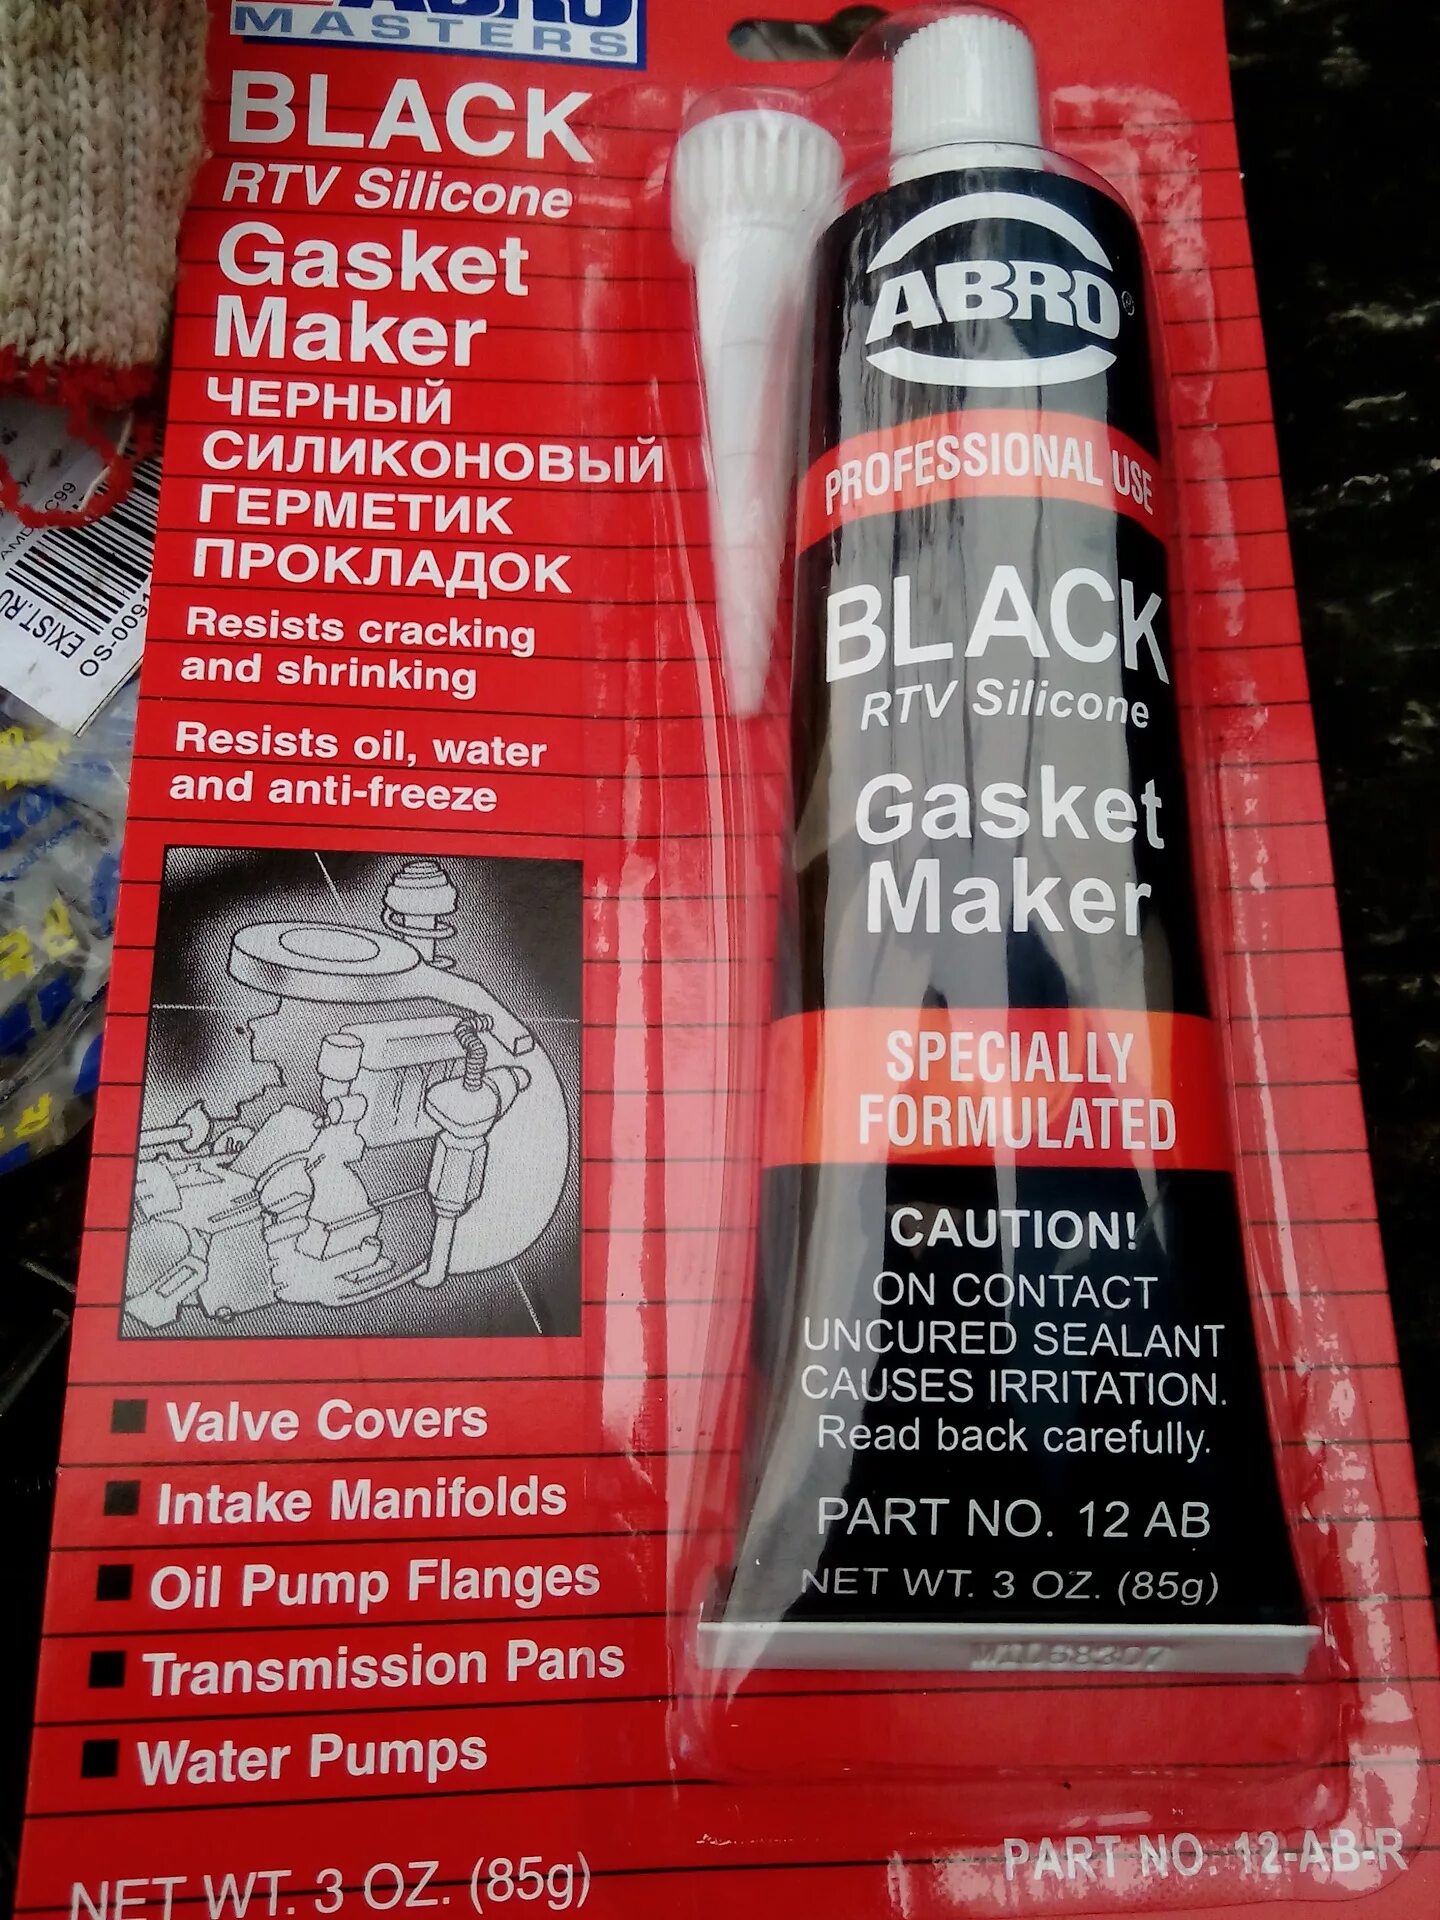 ABRO
MASTERS
BLACK
RTV Silicone
Gasket
Maker
ЧЕРНЫЙ
СИЛИКОНОВЫЙ
ГЕРМЕТИК
ПРОКЛАДОК
Resists cracking
and shrinking
Resists oil, water
and anti-freeze
Valve Covers
Intake Manifolds
Oil Pump Flanges
Transmission Pans
Water Pumps
NET WT. 3 OZ. (85g)
ABRO®
PROFESSIONAL USE
BLACK
RTV Silicone
Gasket
Maker
SPECIALLY
FORMULATED
CAUTION!
ON CONTACT
UNCURED SEALANT
CAUSES IRRITATION.
Read back carefully.
PART NO. 12 AB
NET WT. 3 OZ. (85g)
PART NO. 12-AB-R
EXIST.RU